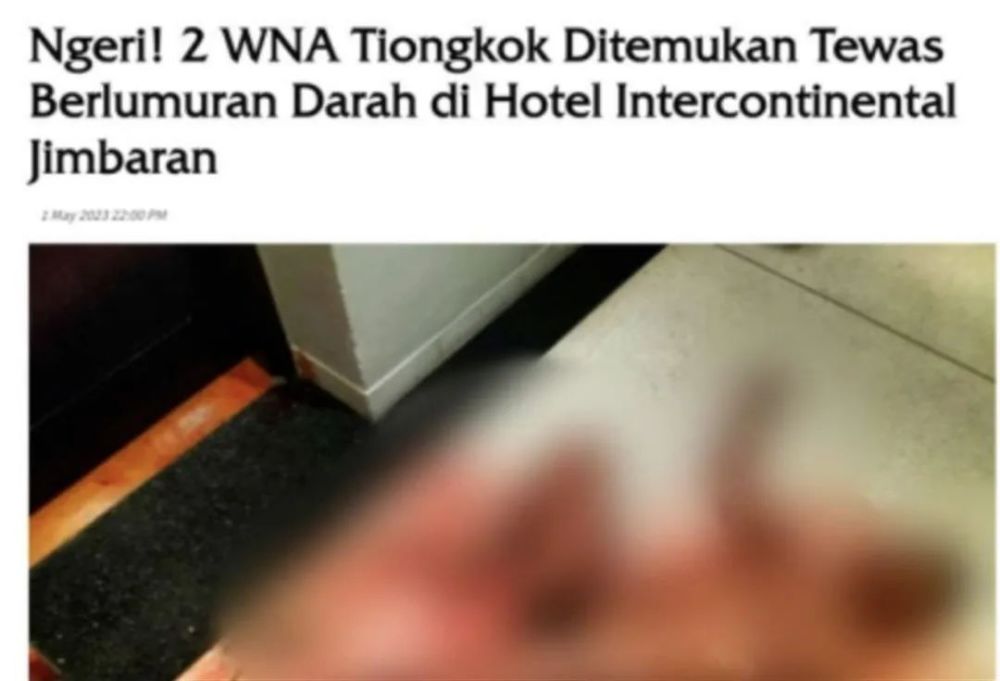 Ngeri! 2 WNA Tiongkok Ditemukan Tewas
Berlumuran Darah di Hotel Intercontinental
Jimbaran
1 May 2023 22:00 PM